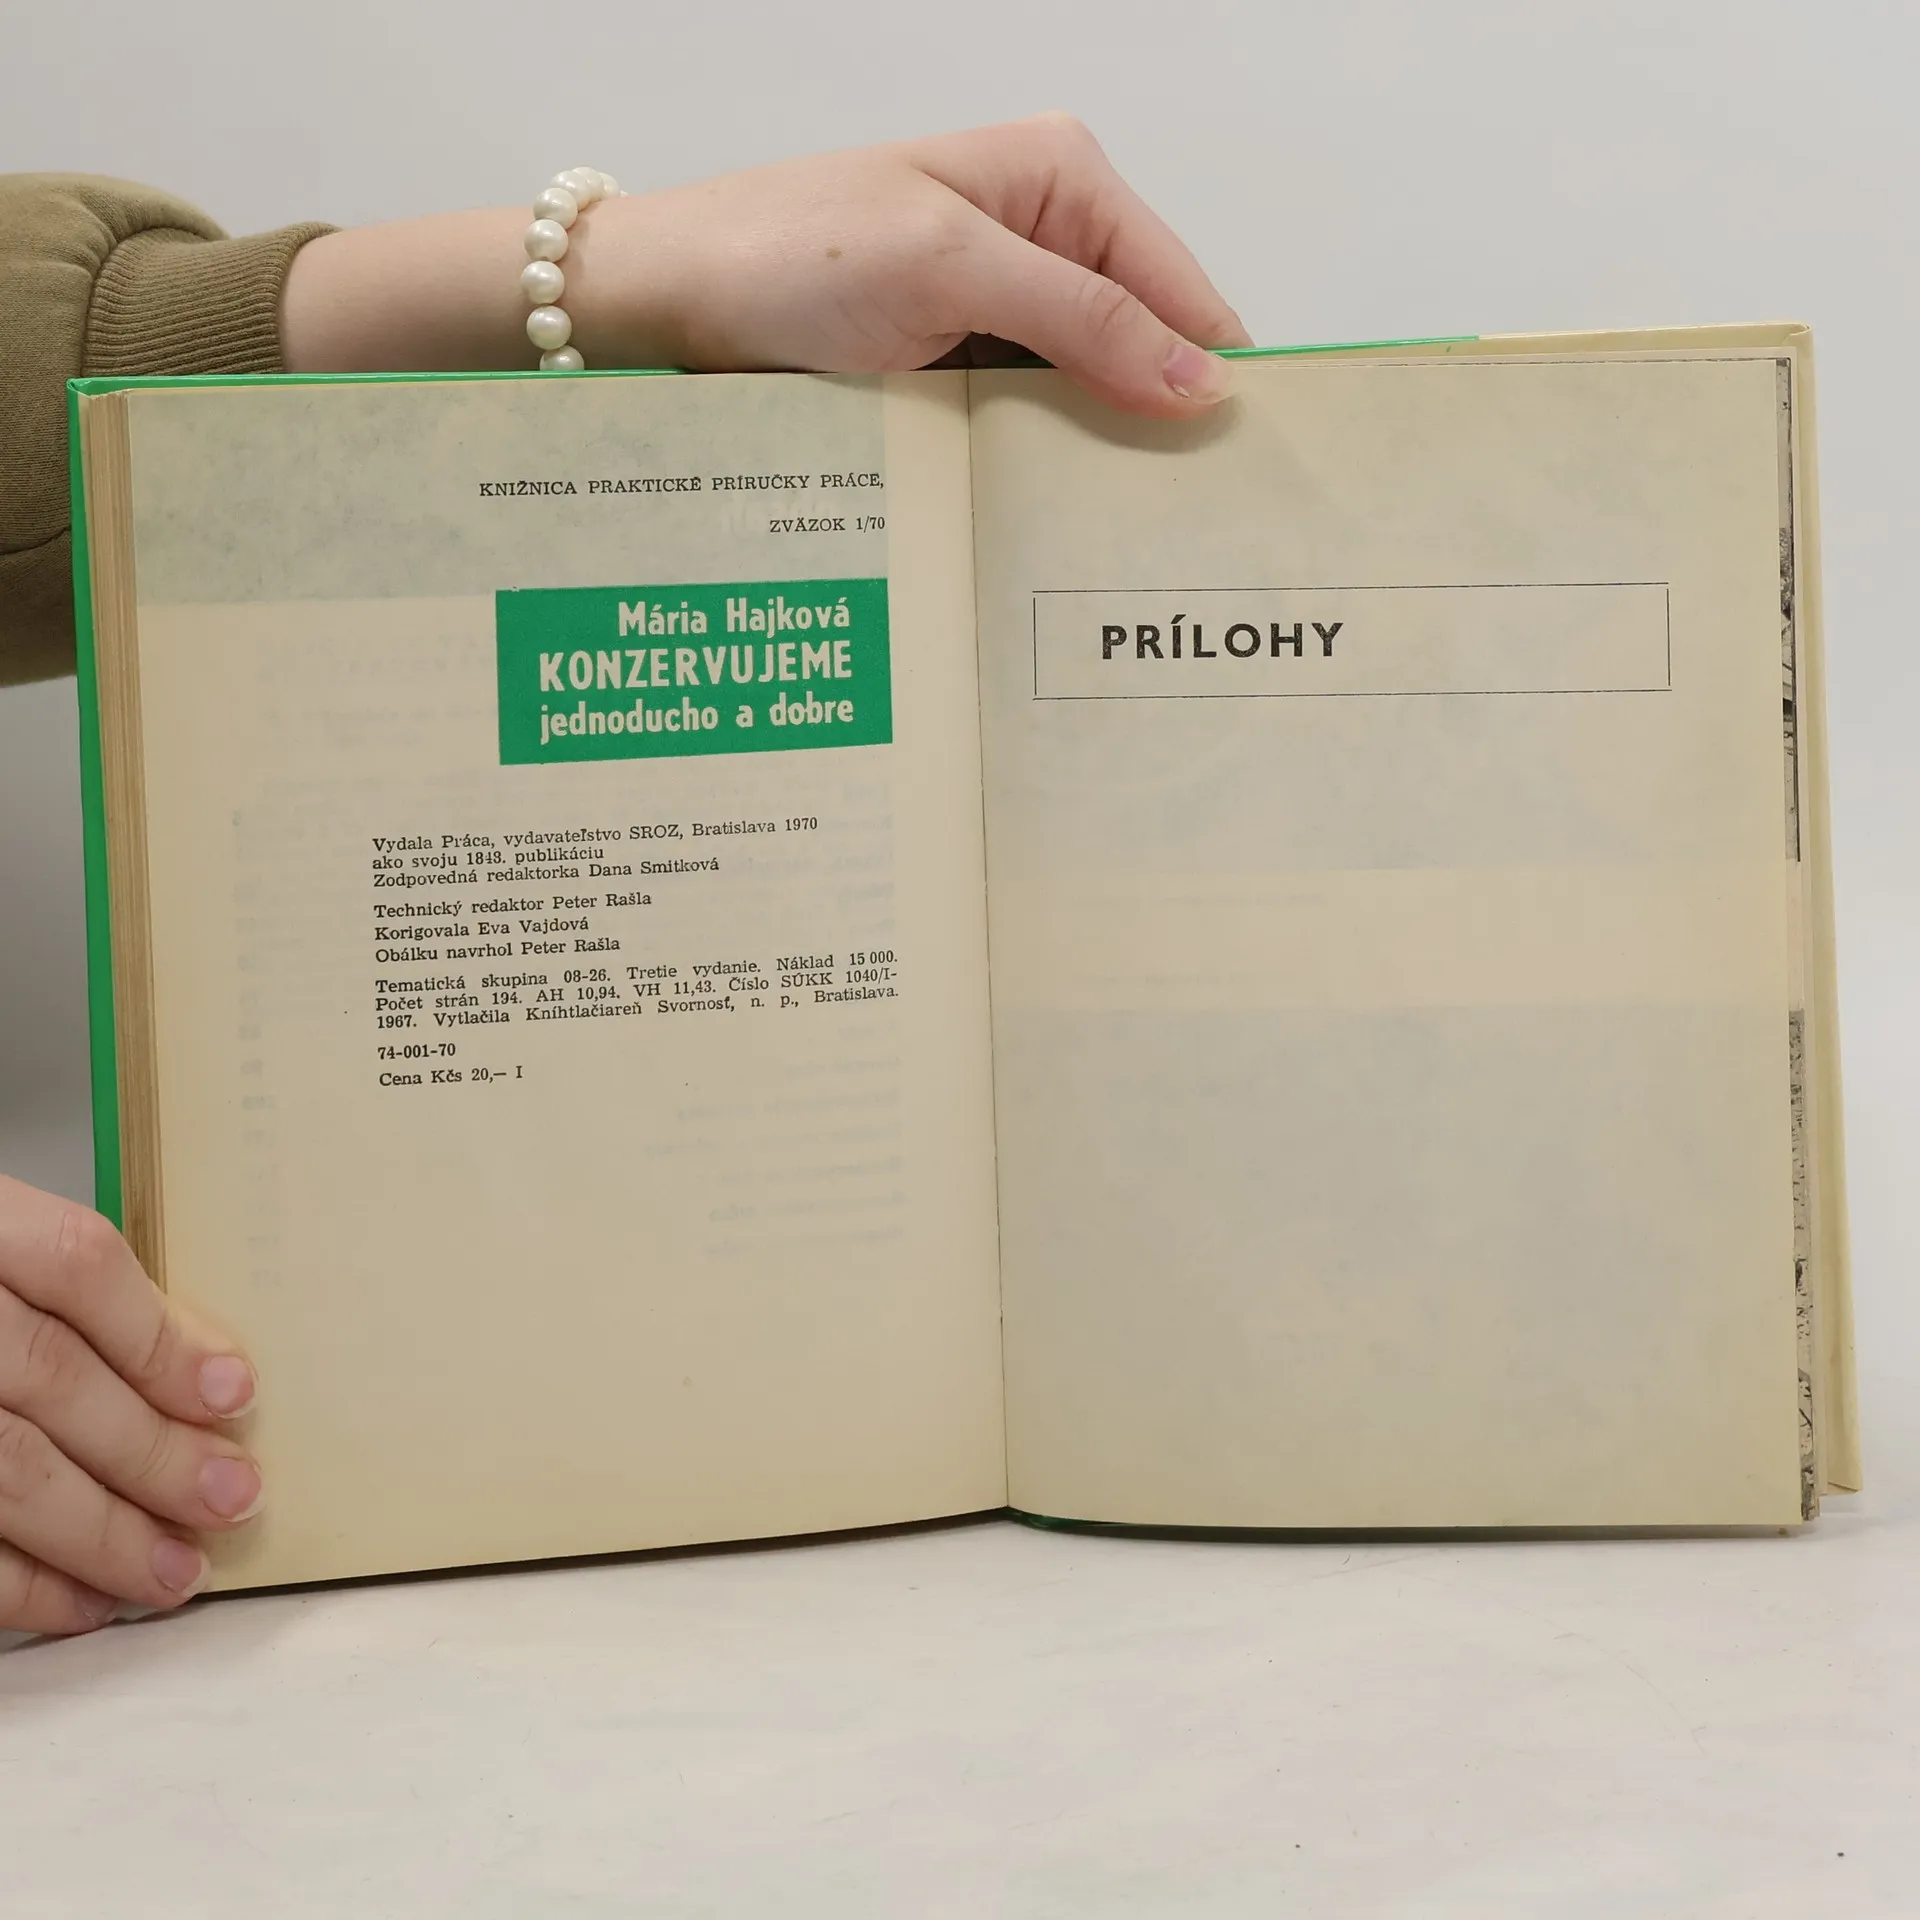 KNIŽNICA PRAKTICKÉ PRÍRUČKY PRÁCE,
ZVÄZOK 1/70
Mária Hajková
KONZERVUJEME
jednoducho a dobre
Vydala Práca, vydavateľstvo SROZ, Bratislava 1970
ako svoju 1848. publikáciu
Zodpovedná redaktorka Dana Smitková
Technický redaktor Peter Rašla
Korigovala Eva Vajdová
Obálku navrhol Peter Rašla
Tematická skupina 08-26. Tretie vydanie. Náklad 15 000.
Počet strán 194. AH 10,94. VH 11,43. Číslo SÚKK 1040/I-
1967. Vytlačila Kníhtlačiareň Svornosť, n. p., Bratislava.
74-001-70
Cena Kčs 20,— I
PRÍLOHY